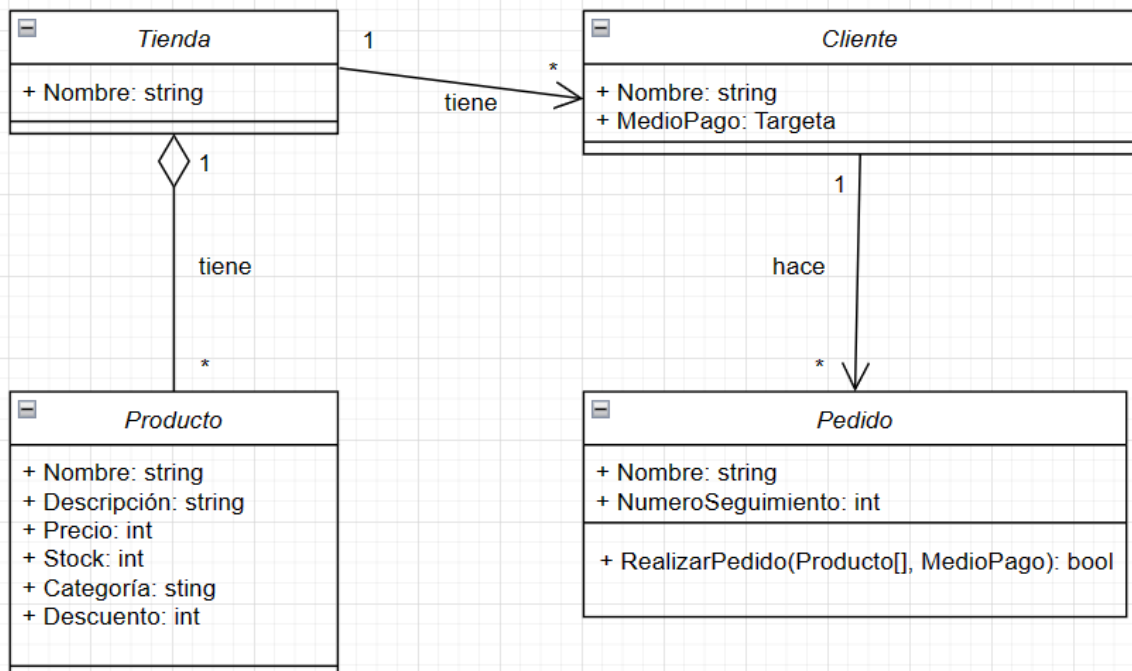 Tienda
+ Nombre: string
1
*
tiene
Cliente
+ Nombre: string
+ MedioPago: Targeta
1
tiene
*
1
hace
*
Producto
+ Nombre: string
+ Descripción: string
+ Precio: int
+ Stock: int
+ Categoría: sting
+ Descuento: int
Pedido
+ Nombre: string
+ NumeroSeguimiento: int
+ RealizarPedido(Producto[], MedioPago): bool